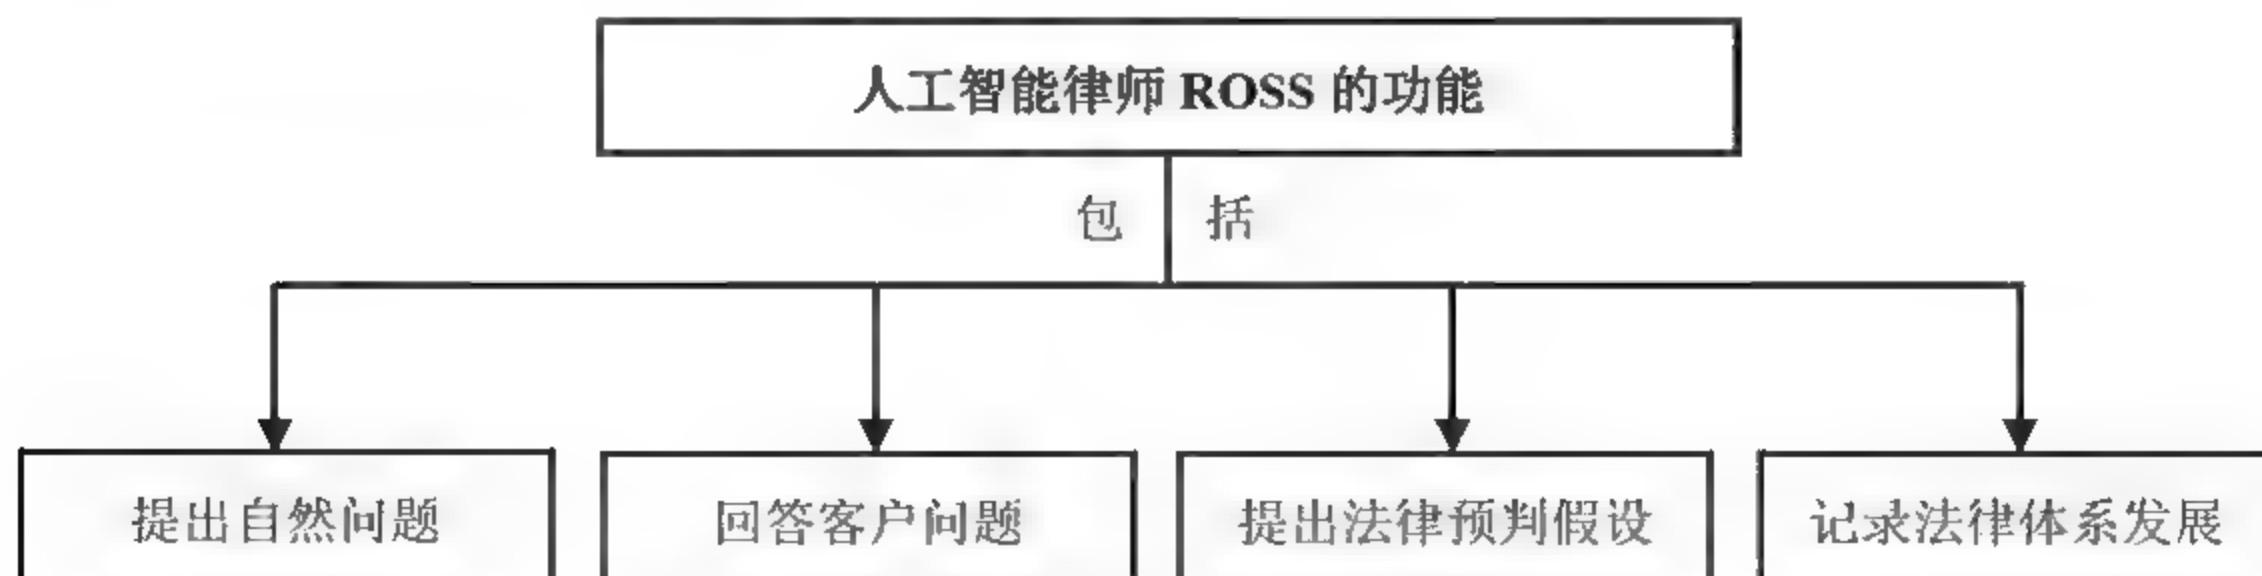 人工智能律师 ROSS 的功能
包 括
提出自然问题
回答客户问题
提出法律预判假设
记录法律体系发展